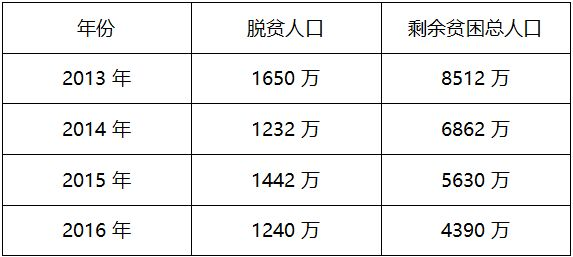 年份 脱贫人口 剩余贫困总人口
2013 年 1650 万 8512 万
2014 年 1232 万 6862 万
2015 年 1442 万 5630 万
2016 年 1240 万 4390 万